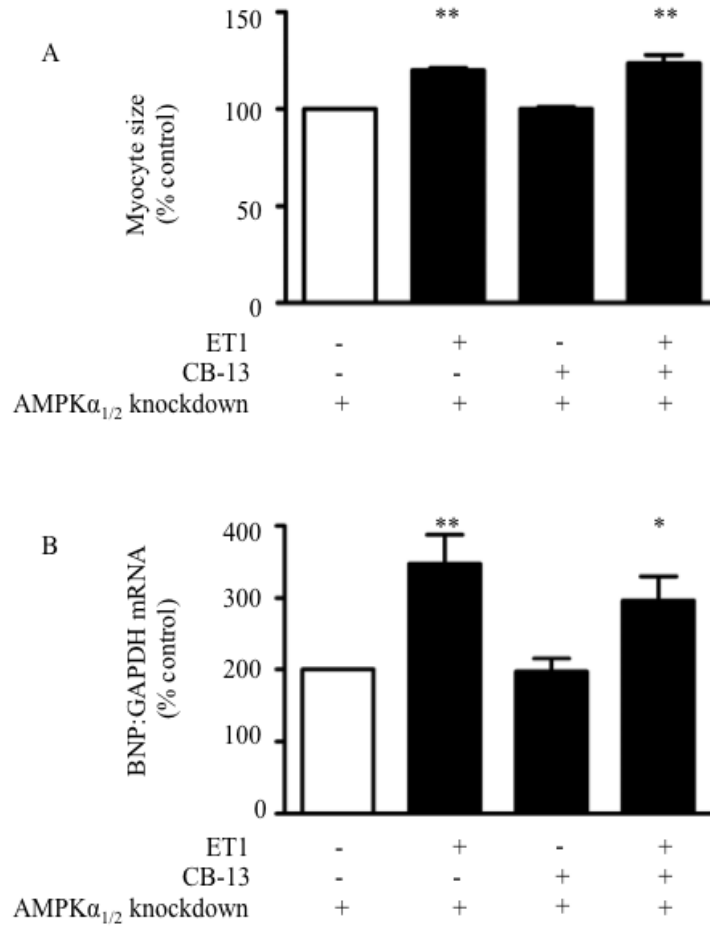 A
Myocyte size
(% control)
150
100
50
0
** **
ET1 - + - +
CB-13 - - + +
AMPKα1/2 knockdown + + + +
B
BNP:GAPDH mRNA
(% control)
400
300
200
100
0
** *
ET1 - + - +
CB-13 - - + +
AMPKα1/2 knockdown + + + +